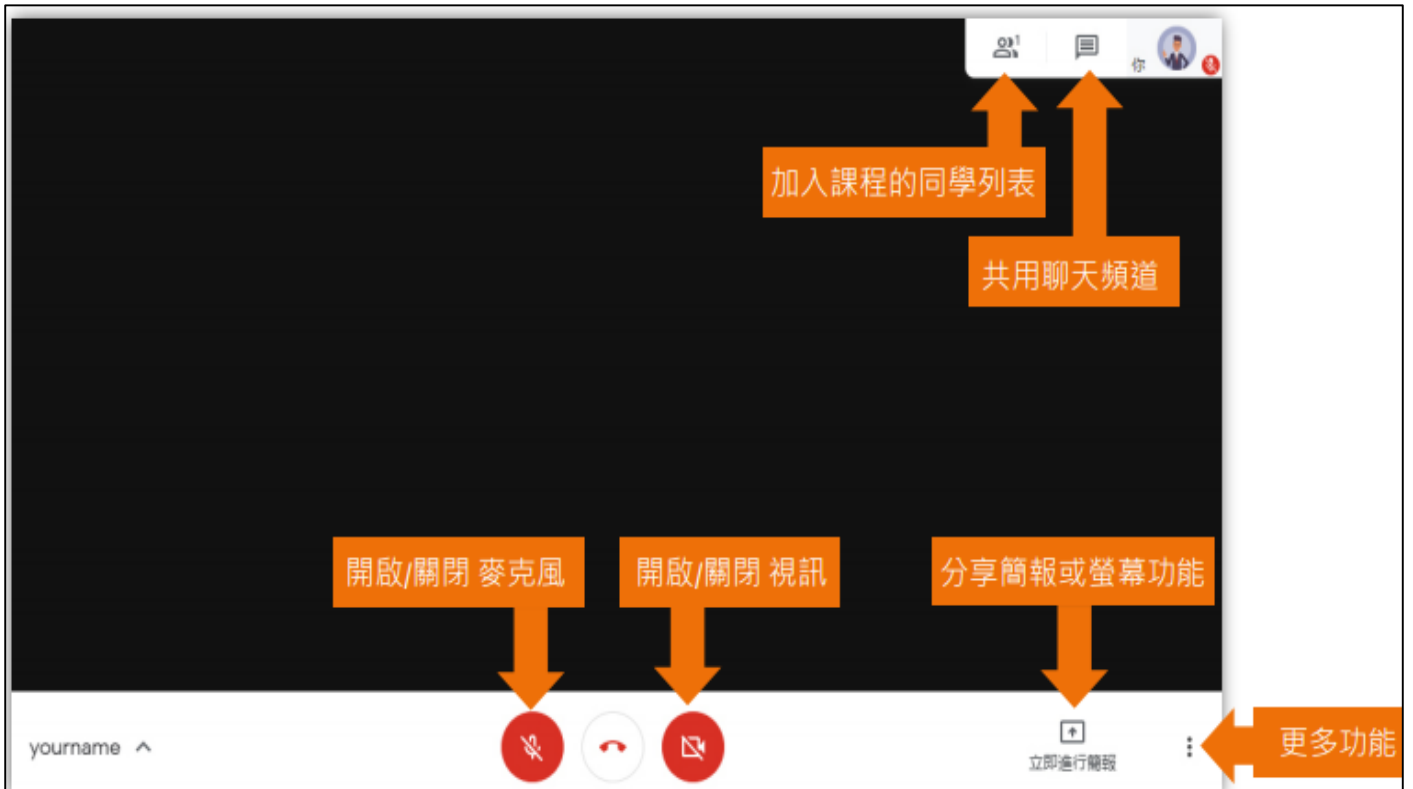 1
你
加入課程的同學列表
共用聊天頻道
開啟/關閉 麥克風
開啟/關閉 視訊
分享簡報或螢幕功能
yourname
立即進行簡報
更多功能